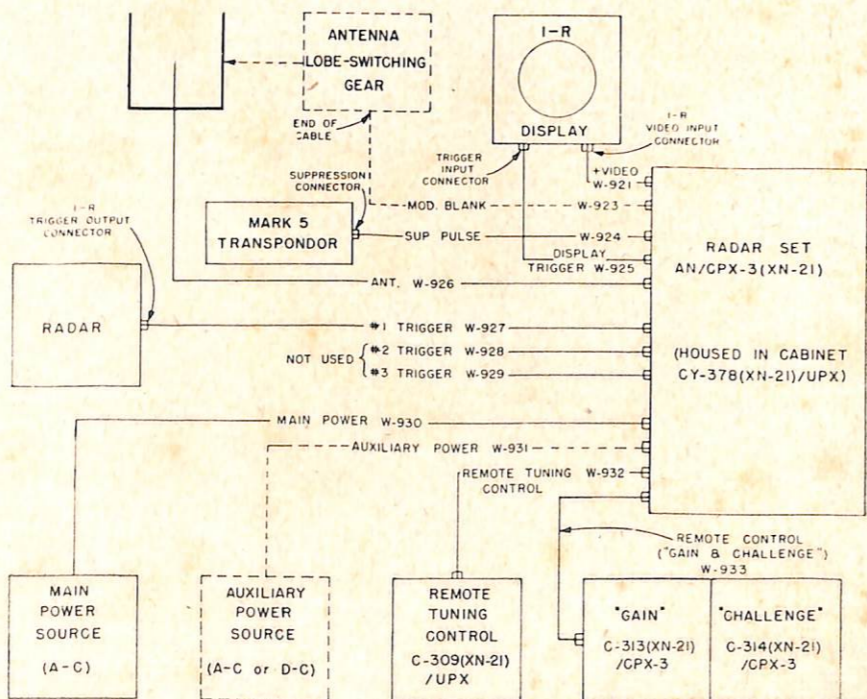 ANTENNA
LOBE-SWITCHING
GEAR
END OF
CABLE
I-R
DISPLAY
I-R
VIDEO INPUT
CONNECTOR
TRIGGER
INPUT
CONNECTOR
SUPPRESSION
CONNECTOR
+VIDEO
W-921
MOD. BLANK W-923
MARK 5
TRANSPONDOR
SUP PULSE W-924
DISPLAY
TRIGGER W-925
ANT. W-926
RADAR SET
AN/CPX-3(XN-21)
(HOUSED IN CABINET
CY-378(XN-21)/UPX)
I-R
TRIGGER OUTPUT
CONNECTOR
RADAR
#1 TRIGGER W-927
NOT USED
#2 TRIGGER W-928
#3 TRIGGER W-929
MAIN POWER W-930
AUXILIARY POWER W-931
REMOTE TUNING W-932
CONTROL
REMOTE CONTROL
("GAIN & CHALLENGE")
W-933
MAIN
POWER
SOURCE
(A-C)
AUXILIARY
POWER
SOURCE
(A-C or D-C)
REMOTE
TUNING
CONTROL
C-309(XN-21)
/UPX
"GAIN"
C-313(XN-21)
/CPX-3
"CHALLENGE"
C-314(XN-21)
/CPX-3